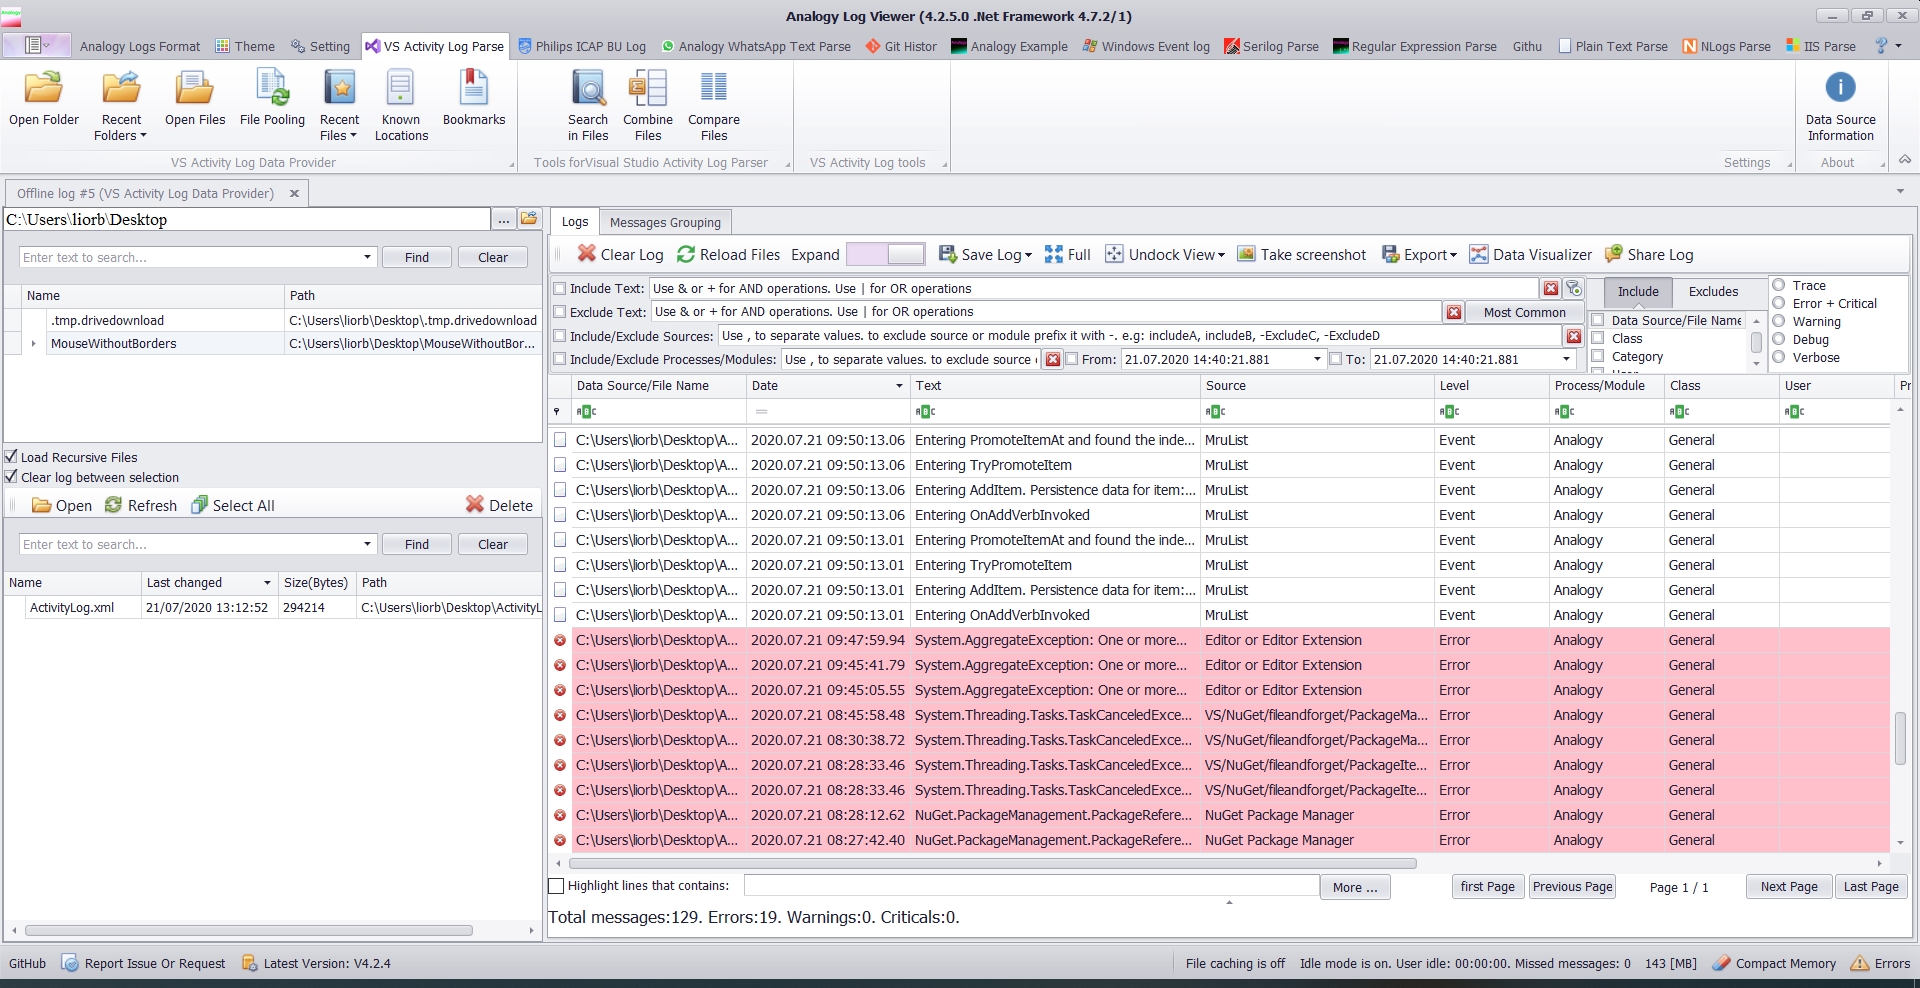 Analogy Log Viewer (4.2.5.0 .Net Framework 4.7.2/1)
Analogy Logs Format Theme Setting VS Activity Log Parse Philips ICAP BU Log Analogy WhatsApp Text Parse Git Histor Analogy Example Windows Event log Serilog Parse Regular Expression Parse Githu Plain Text Parse NLogs Parse IIS Parse
Open Folder Recent Folders Open Files File Pooling Recent Files Known Locations Bookmarks Search in Files Combine Files Compare Files Data Source Information
VS Activity Log Data Provider Tools forVisual Studio Activity Log Parser VS Activity Log tools Settings About
Offline log #5 (VS Activity Log Data Provider)
C:\Users\liorb\Desktop ...
Enter text to search... Find Clear
Name Path
.tmp.drivedownload C:\Users\liorb\Desktop\.tmp.drivedownload
MouseWithoutBorders C:\Users\liorb\Desktop\MouseWithoutBor...
Load Recursive Files
Clear log between selection
Open Refresh Select All Delete
Enter text to search... Find Clear
Name Last changed Size(Bytes) Path
ActivityLog.xml 21/07/2020 13:12:52 294214 C:\Users\liorb\Desktop\ActivityL
Logs Messages Grouping
Clear Log Reload Files Expand Save Log Full Undock View Take screenshot Export Data Visualizer Share Log
Include Text: Use & or + for AND operations. Use | for OR operations
Exclude Text: Use & or + for AND operations. Use | for OR operations Most Common
Include/Exclude Sources: Use , to separate values. to exclude source or module prefix it with -. e.g: includeA, includeB, -ExcludeC, -ExcludeD
Include/Exclude Processes/Modules: Use , to separate values. to exclude source From: 21.07.2020 14:40:21.881 To: 21.07.2020 14:40:21.881
Include Excludes
Data Source/File Name
Class
Category
Trace
Error + Critical
Warning
Debug
Verbose
Data Source/File Name Date Text Source Level Process/Module Class User Pr
C:\Users\liorb\Desktop\A... 2020.07.21 09:50:13.06 Entering PromoteItemAt and found the inde... MruList Event Analogy General
C:\Users\liorb\Desktop\A... 2020.07.21 09:50:13.06 Entering TryPromoteItem MruList Event Analogy General
C:\Users\liorb\Desktop\A... 2020.07.21 09:50:13.06 Entering AddItem. Persistence data for item:... MruList Event Analogy General
C:\Users\liorb\Desktop\A... 2020.07.21 09:50:13.06 Entering OnAddVerbInvoked MruList Event Analogy General
C:\Users\liorb\Desktop\A... 2020.07.21 09:50:13.01 Entering PromoteItemAt and found the inde... MruList Event Analogy General
C:\Users\liorb\Desktop\A... 2020.07.21 09:50:13.01 Entering TryPromoteItem MruList Event Analogy General
C:\Users\liorb\Desktop\A... 2020.07.21 09:50:13.01 Entering AddItem. Persistence data for item:... MruList Event Analogy General
C:\Users\liorb\Desktop\A... 2020.07.21 09:50:13.01 Entering OnAddVerbInvoked MruList Event Analogy General
C:\Users\liorb\Desktop\A... 2020.07.21 09:47:59.94 System.AggregateException: One or more... Editor or Editor Extension Error Analogy General
C:\Users\liorb\Desktop\A... 2020.07.21 09:45:41.79 System.AggregateException: One or more... Editor or Editor Extension Error Analogy General
C:\Users\liorb\Desktop\A... 2020.07.21 09:45:05.55 System.AggregateException: One or more... Editor or Editor Extension Error Analogy General
C:\Users\liorb\Desktop\A... 2020.07.21 08:45:58.48 System.Threading.Tasks.TaskCanceledExce... VS/NuGet/fileandforget/PackageMa... Error Analogy General
C:\Users\liorb\Desktop\A... 2020.07.21 08:30:38.72 System.Threading.Tasks.TaskCanceledExce... VS/NuGet/fileandforget/PackageMa... Error Analogy General
C:\Users\liorb\Desktop\A... 2020.07.21 08:28:33.46 System.Threading.Tasks.TaskCanceledExce... VS/NuGet/fileandforget/PackageIte... Error Analogy General
C:\Users\liorb\Desktop\A... 2020.07.21 08:28:33.46 System.Threading.Tasks.TaskCanceledExce... VS/NuGet/fileandforget/PackageIte... Error Analogy General
C:\Users\liorb\Desktop\A... 2020.07.21 08:28:12.62 NuGet.PackageManagement.PackageRefere... NuGet Package Manager Error Analogy General
C:\Users\liorb\Desktop\A... 2020.07.21 08:27:42.40 NuGet.PackageManagement.PackageRefere... NuGet Package Manager Error Analogy General
Highlight lines that contains: More ... first Page Previous Page Page 1 / 1 Next Page Last Page
Total messages:129. Errors:19. Warnings:0. Criticals:0.
GitHub Report Issue Or Request Latest Version: V4.2.4 File caching is off Idle mode is on. User idle: 00:00:00. Missed messages: 0 143 [MB] Compact Memory Errors